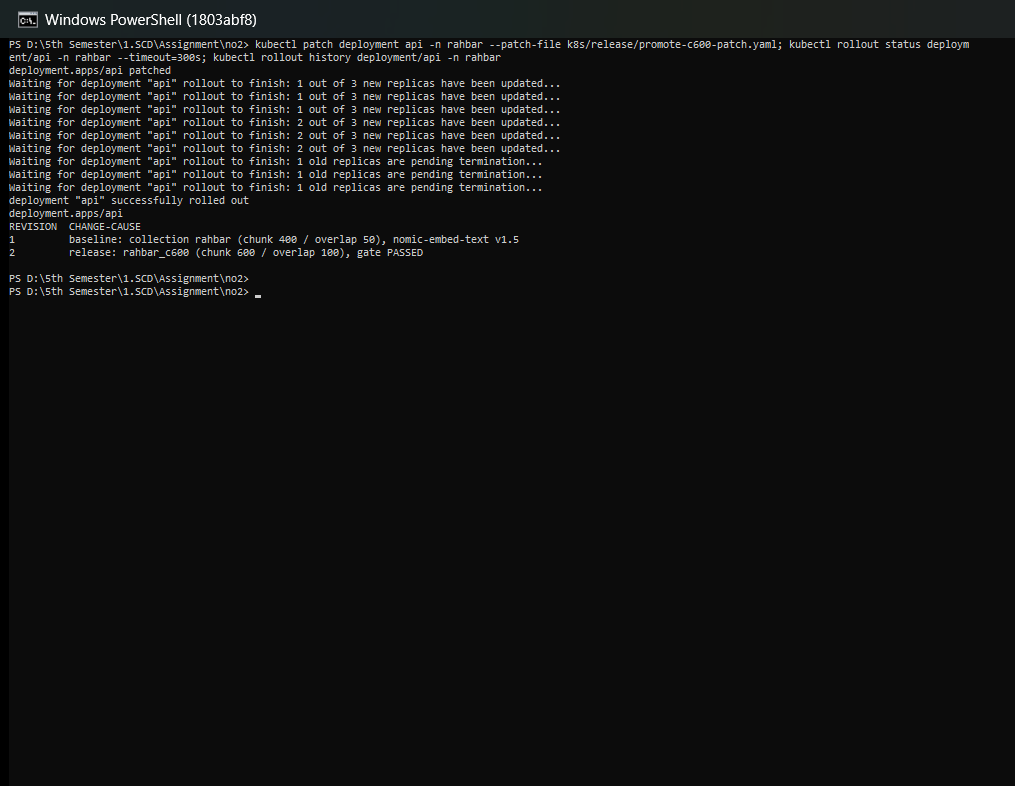 Windows PowerShell (1803abf8)
PS D:\5th Semester\1.SCD\Assignment\no2> kubectl patch deployment api -n rahbar --patch-file k8s/release/promote-c600-patch.yaml; kubectl rollout status deploym
ent/api -n rahbar --timeout=300s; kubectl rollout history deployment/api -n rahbar
deployment.apps/api patched
Waiting for deployment "api" rollout to finish: 1 out of 3 new replicas have been updated...
Waiting for deployment "api" rollout to finish: 1 out of 3 new replicas have been updated...
Waiting for deployment "api" rollout to finish: 1 out of 3 new replicas have been updated...
Waiting for deployment "api" rollout to finish: 2 out of 3 new replicas have been updated...
Waiting for deployment "api" rollout to finish: 2 out of 3 new replicas have been updated...
Waiting for deployment "api" rollout to finish: 2 out of 3 new replicas have been updated...
Waiting for deployment "api" rollout to finish: 1 old replicas are pending termination...
Waiting for deployment "api" rollout to finish: 1 old replicas are pending termination...
Waiting for deployment "api" rollout to finish: 1 old replicas are pending termination...
deployment "api" successfully rolled out
deployment.apps/api
REVISION  CHANGE-CAUSE
1         baseline: collection rahbar (chunk 400 / overlap 50), nomic-embed-text v1.5
2         release: rahbar_c600 (chunk 600 / overlap 100), gate PASSED
PS D:\5th Semester\1.SCD\Assignment\no2>
PS D:\5th Semester\1.SCD\Assignment\no2>